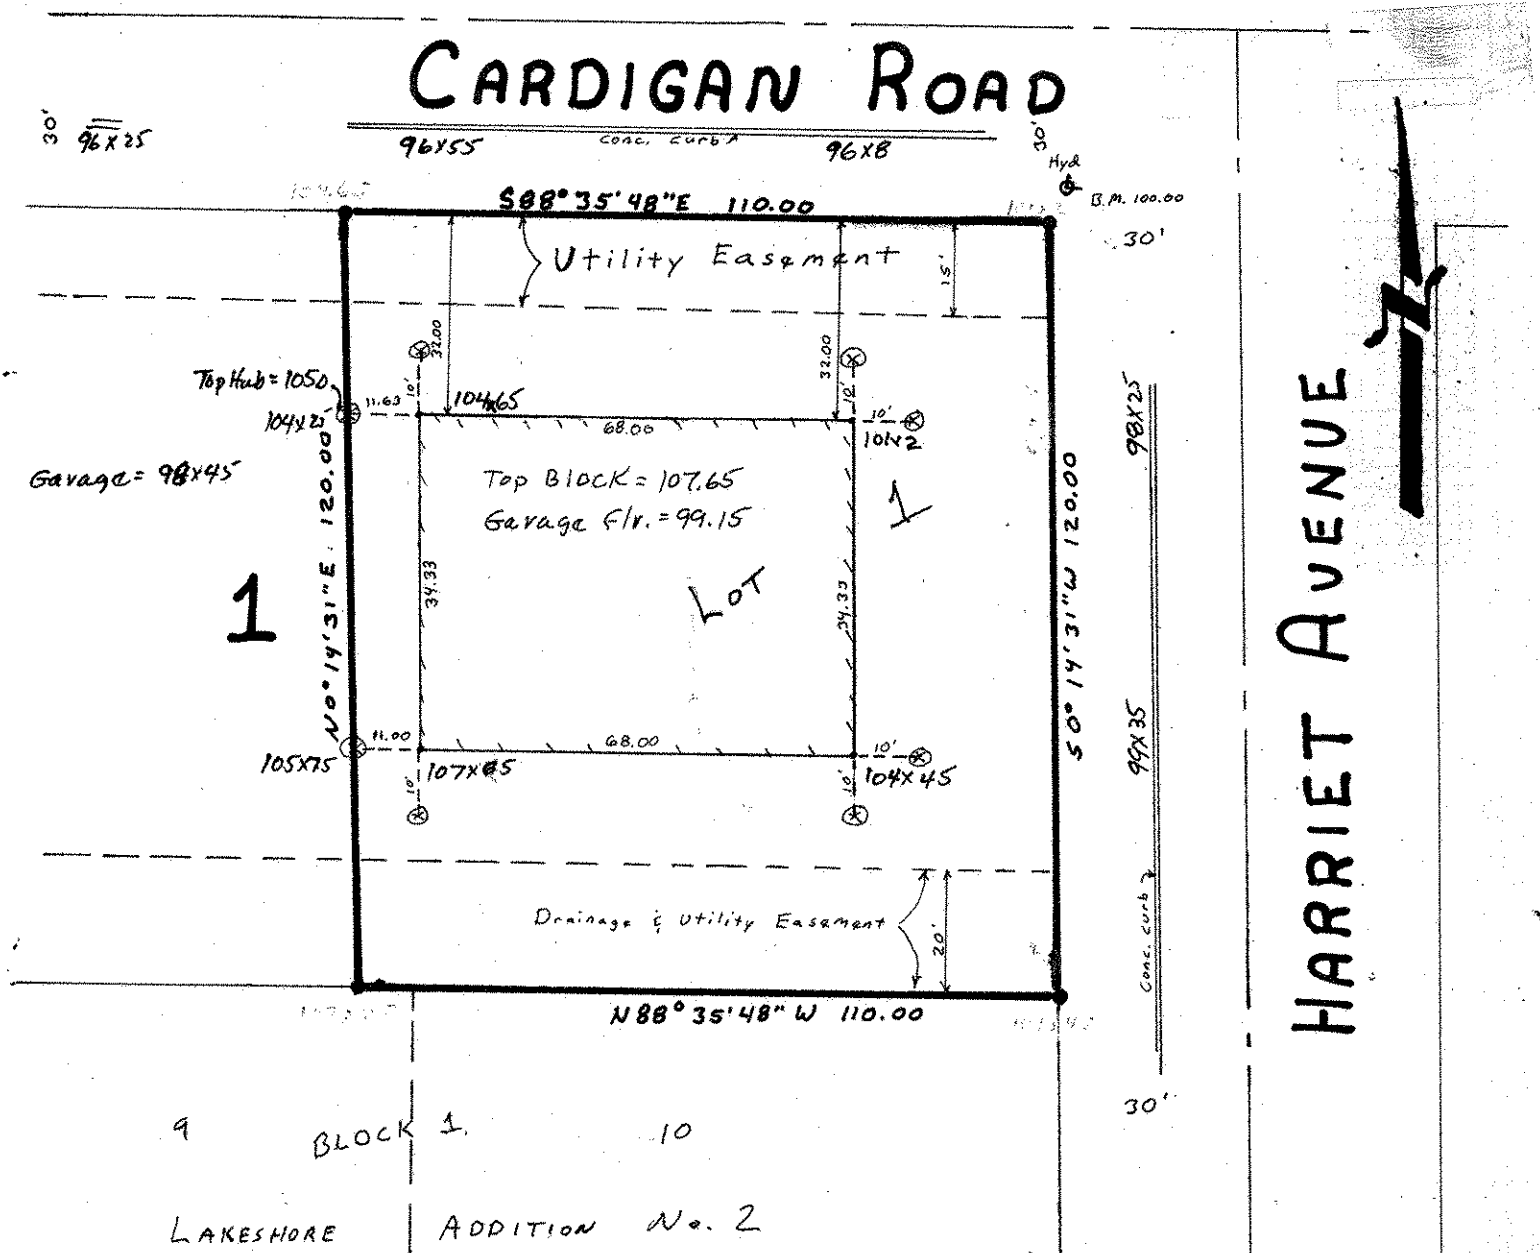 CARDIGAN ROAD
30'
96X25
96X55
Conc. Curb
96X8
30'
Hyd
B.M. 100.00
S88°35'48"E 110.00
30'
Utility Easement
15'
32.00
32.00
Top Hub = 1050
11.63
10'
104X65
10'
10'
104X25
68.00
101X2
98X25
Garage = 98X45
Top Block = 107.65
Garage Flr. = 99.15
1
N0°14'31"E 120.00
34.33
LOT
34.33
S0°14'31"W 120.00
1
HARRIET AVENUE
99X35
11.00
68.00
10'
105X75
10'
10'
104X45
Drainage & Utility Easement
20'
Conc. Curb
N88°35'48"W 110.00
30'
9
BLOCK 1
10
LAKESHORE ADDITION No. 2